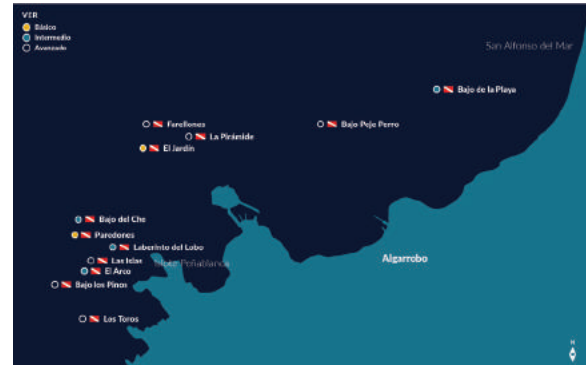 VER
Básico
Intermedio
Avanzado
San Alfonso del Mar
Bajo de la Playa
Farellones
La Pirámide
El Jardín
Bajo Peje Perro
Bajo del Che
Paredones
Laberinto del Lobo
Las Islas
Islote Peñablanca
El Arco
Bajo los Pinos
Los Toros
Algarrobo
N